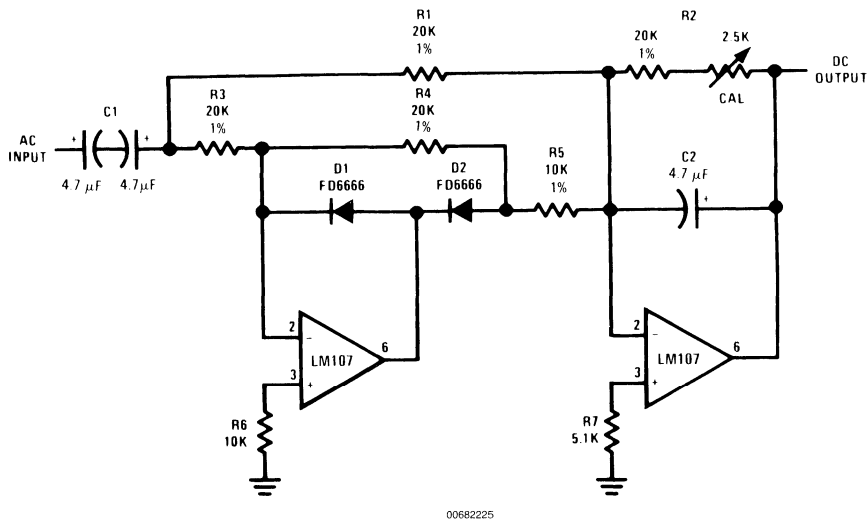 R1
20K
1%
R2
20K
1%
2 5K
CAL
DC
OUTPUT
R3
20K
1%
R4
20K
1%
C1
AC
INPUT
+
+
4.7 μF
4.7μF
D1
FD6666
D2
FD6666
R5
10K
1%
C2
4.7 μF
+
2
−
LM107
6
3
+
R6
10K
2
−
LM107
6
3
+
R7
5.1K
00682225